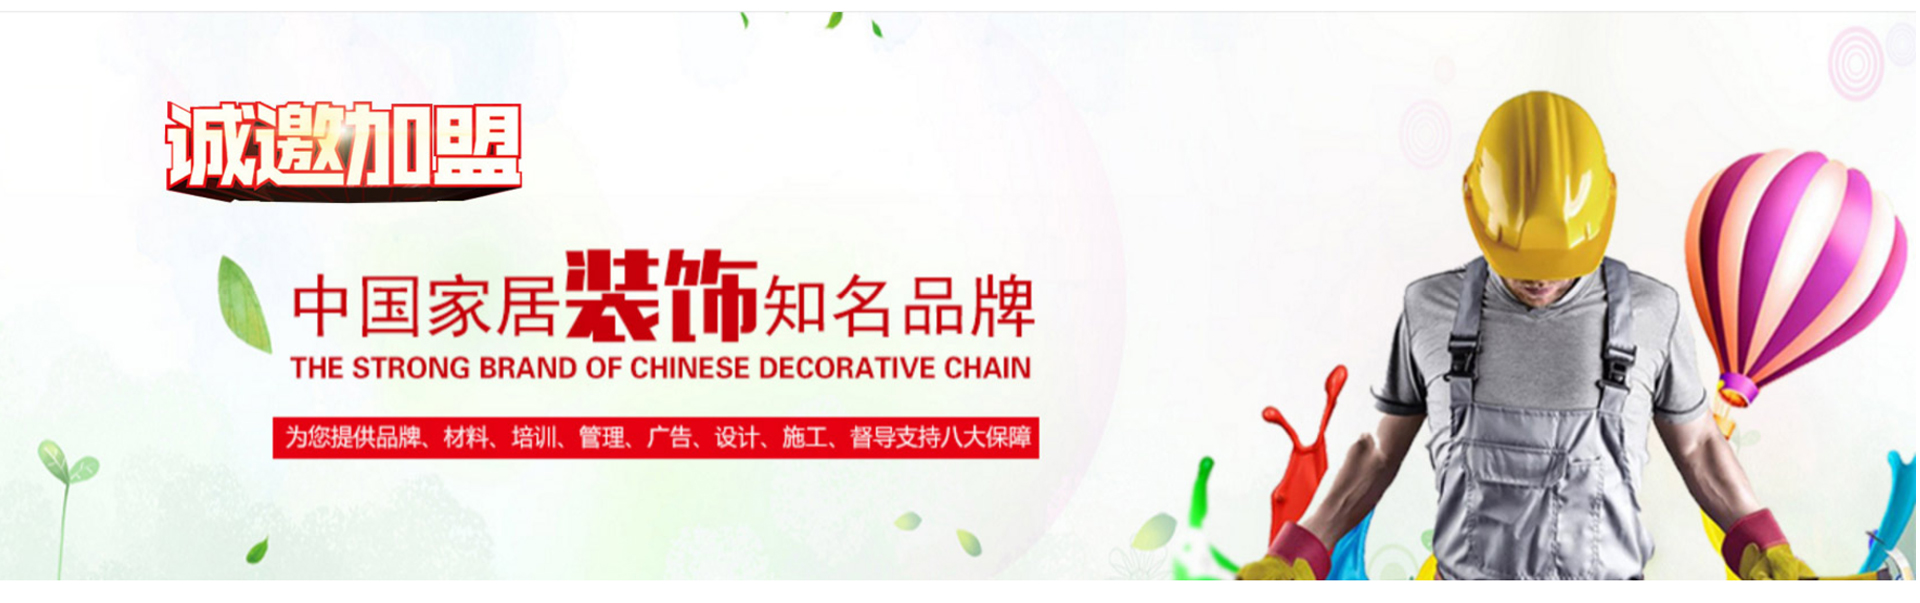 诚邀加盟
中国家居装饰知名品牌
THE STRONG BRAND OF CHINESE DECORATIVE CHAIN
为您提供品牌、材料、培训、管理、广告、设计、施工、督导支持八大保障